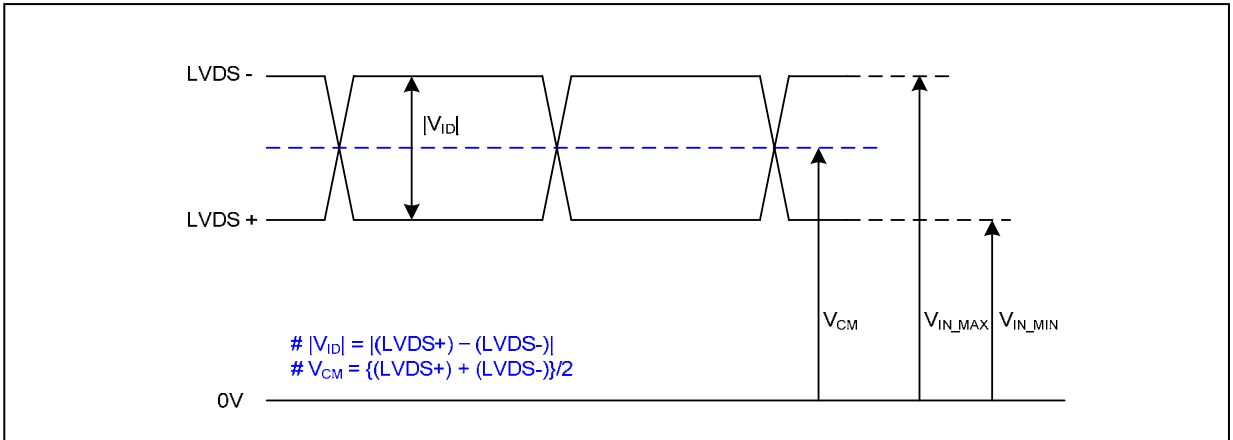 LVDS -
|VID|
LVDS +
VCM
VIN_MAX
VIN_MIN
# |VID| = |(LVDS+) – (LVDS-)|
# VCM = {(LVDS+) + (LVDS-)}/2
0V